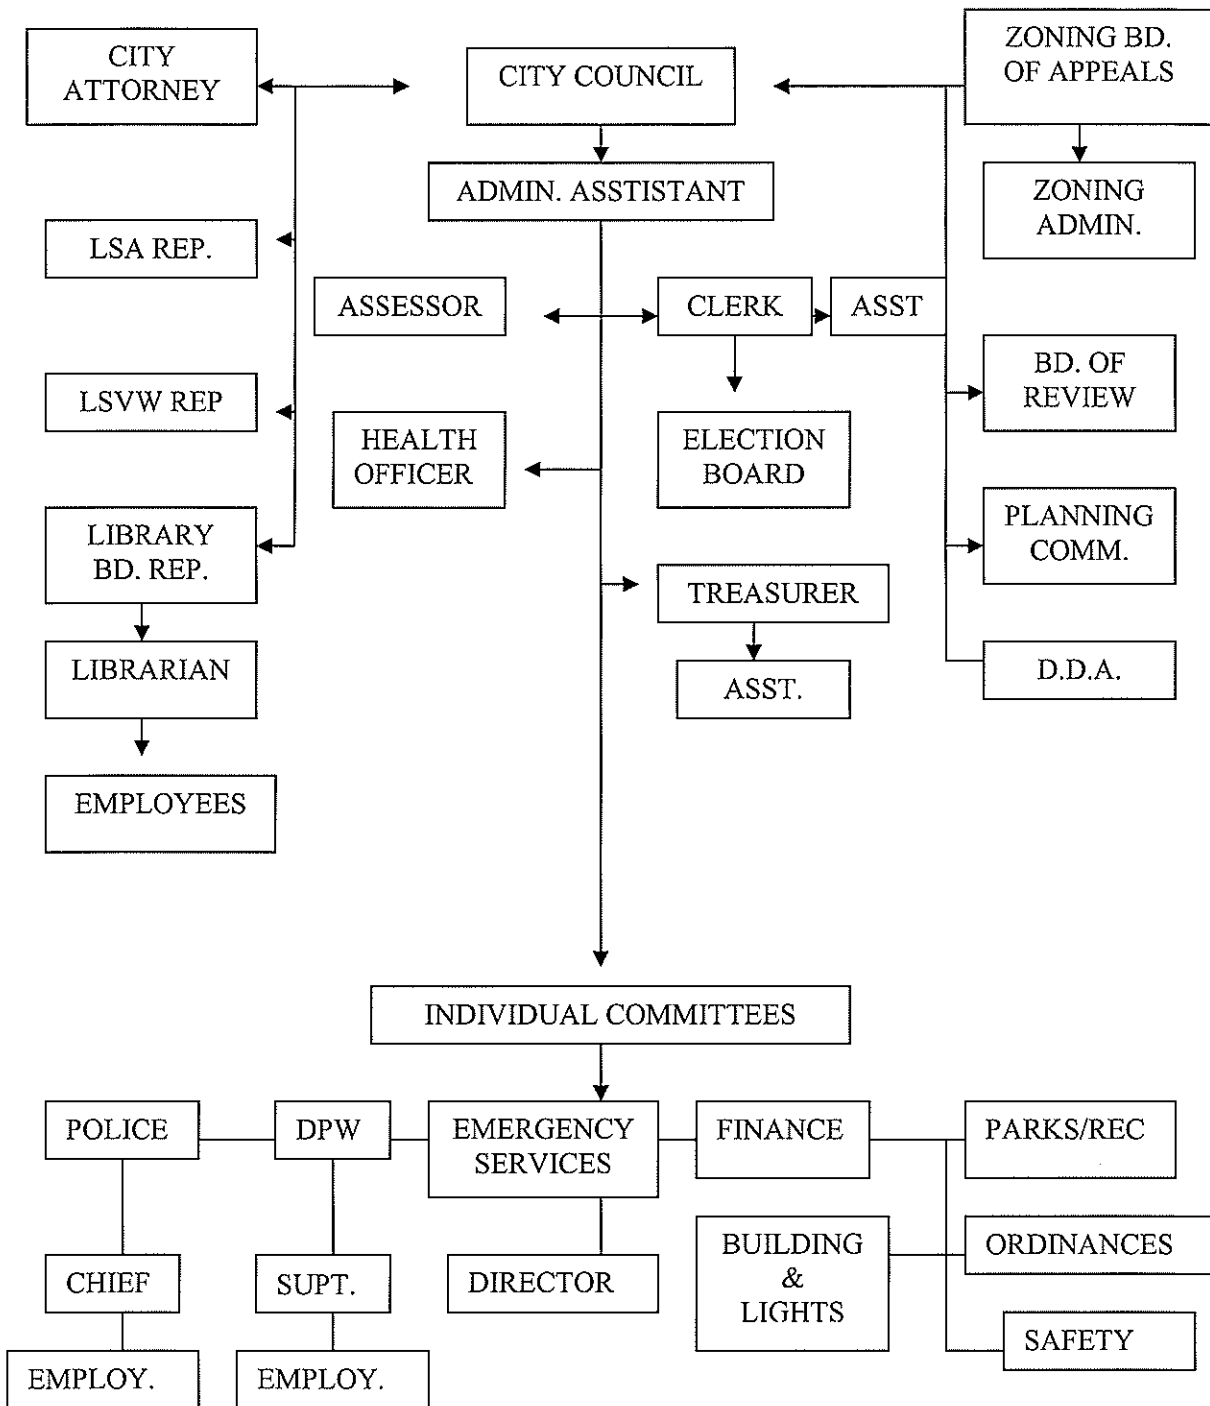 CITY
ATTORNEY
CITY COUNCIL
ZONING BD.
OF APPEALS
ADMIN. ASSTISTANT
ZONING
ADMIN.
LSA REP.
ASSESSOR
CLERK
ASST
LSVW REP
HEALTH
OFFICER
ELECTION
BOARD
BD. OF
REVIEW
LIBRARY
BD. REP.
PLANNING
COMM.
TREASURER
LIBRARIAN
ASST.
D.D.A.
EMPLOYEES
INDIVIDUAL COMMITTEES
POLICE
DPW
EMERGENCY
SERVICES
FINANCE
PARKS/REC
CHIEF
SUPT.
DIRECTOR
BUILDING
&
LIGHTS
ORDINANCES
SAFETY
EMPLOY.
EMPLOY.